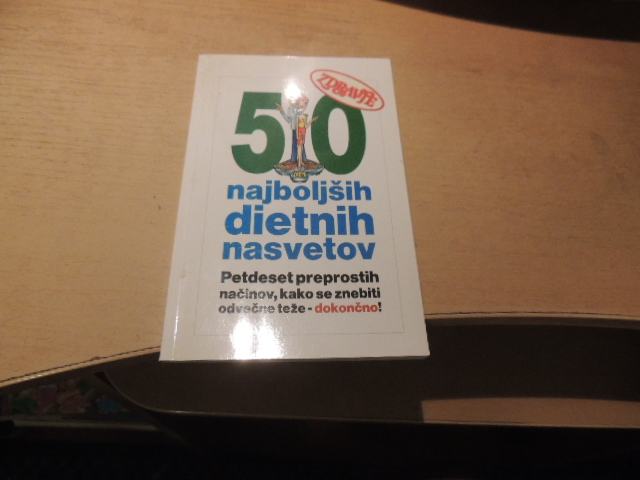 ZDRAVJE
50
najboljših
dietnih
nasvetov
Petdeset preprostih
načinov, kako se znebiti
odvečne teže - dokončno!